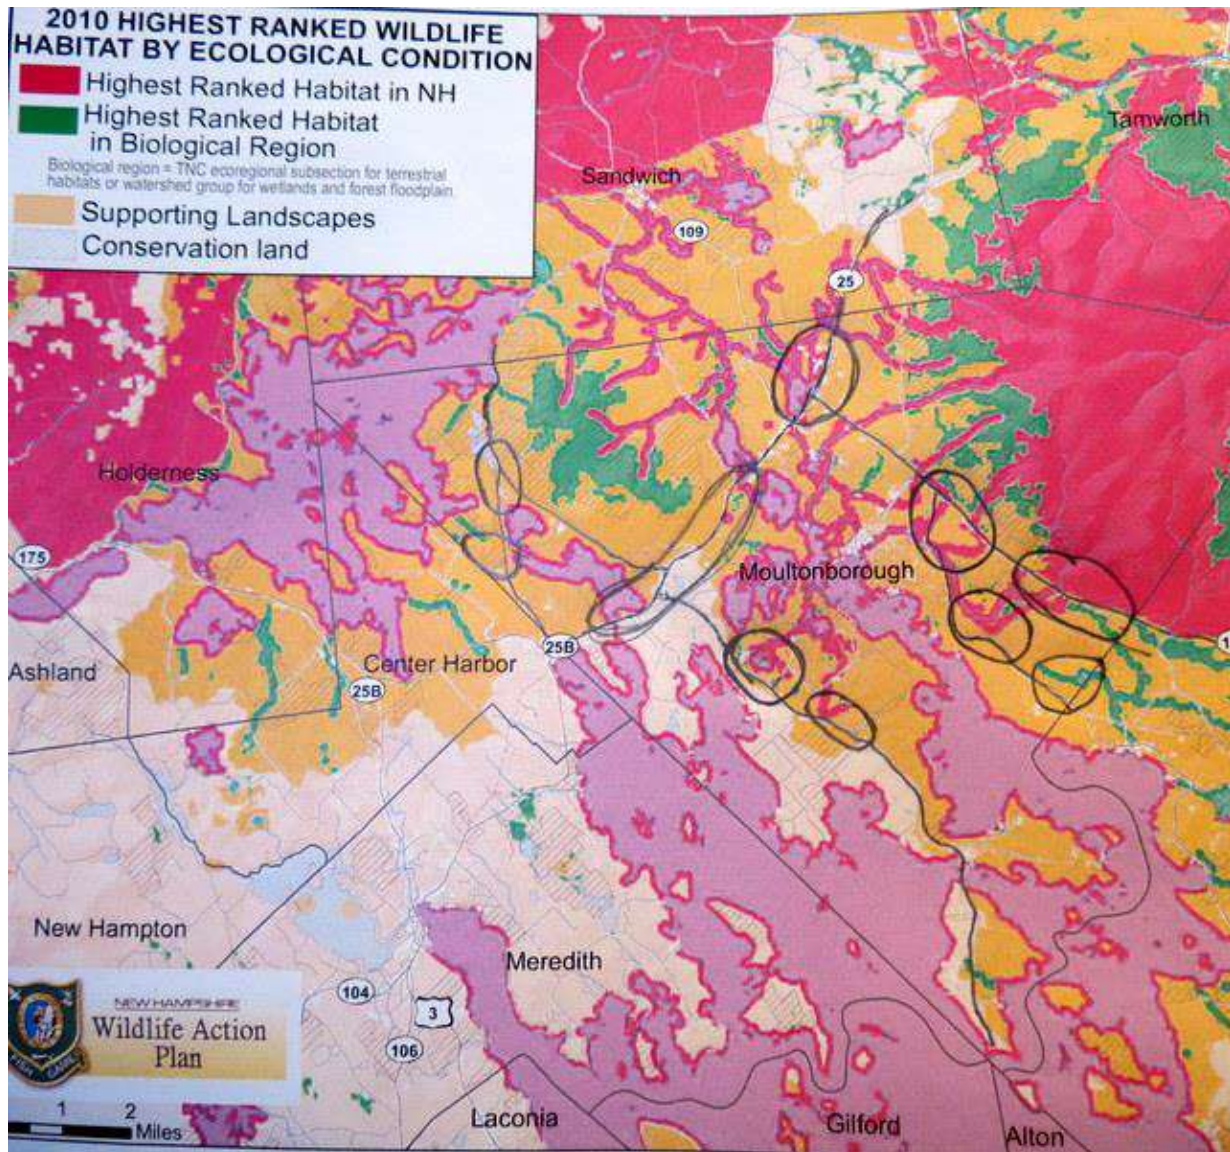 2010 HIGHEST RANKED WILDLIFE
HABITAT BY ECOLOGICAL CONDITION
Highest Ranked Habitat in NH
Highest Ranked Habitat
in Biological Region
Biological region = TNC ecoregional subsection for terrestrial
habitats or watershed group for wetlands and forest floodplain.
Supporting Landscapes
Conservation land
Tamworth
Sandwich
109
25
Holderness
175
Moultonborough
25B
Center Harbor
Ashland
25B
New Hampton
Meredith
104
3
106
NEW HAMPSHIRE
Wildlife Action
Plan
1 2
Miles
Laconia
Gilford
Alton